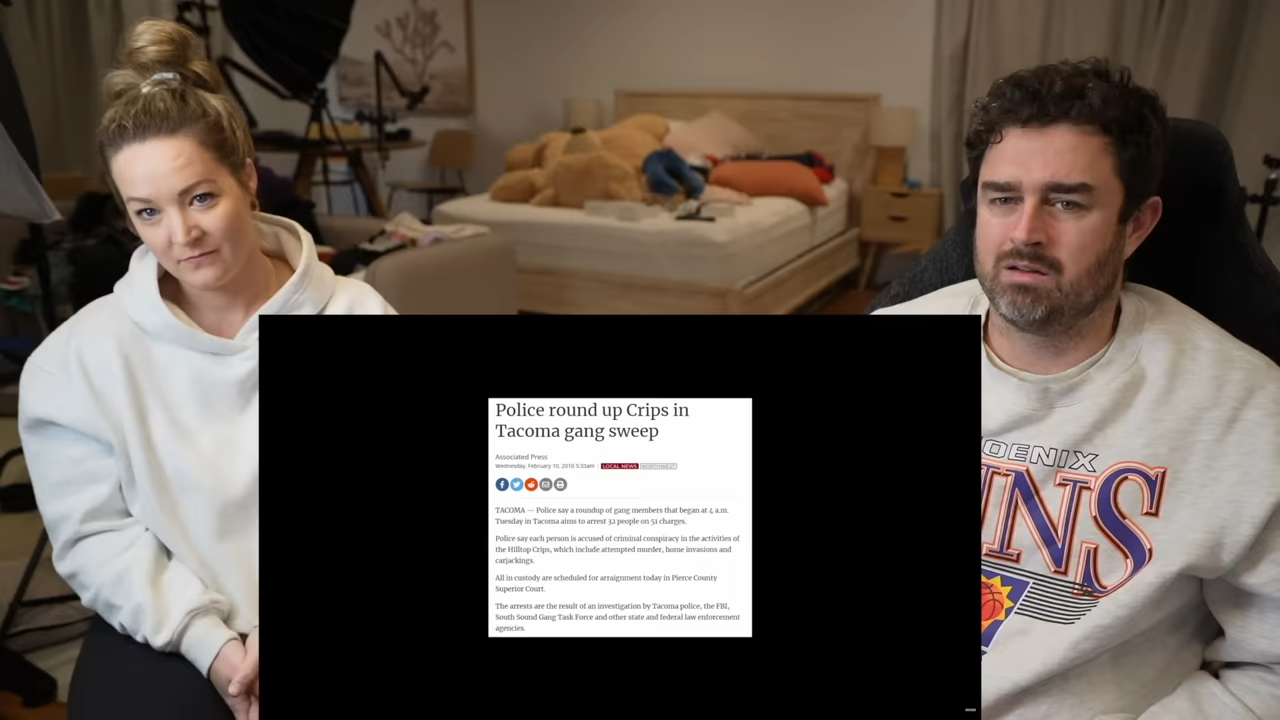 Police round up Crips in
Tacoma gang sweep
Associated Press
Wednesday, February 10, 2010 5:33am | LOCAL NEWS NORTHWEST
TACOMA — Police say a roundup of gang members that began at 4 a.m.
Tuesday in Tacoma aims to arrest 32 people on 51 charges.
Police say each person is accused of criminal conspiracy in the activities of
the Hilltop Crips, which include attempted murder, home invasions and
carjackings.
All in custody are scheduled for arraignment today in Pierce County
Superior Court.
The arrests are the result of an investigation by Tacoma police, the FBI,
South Sound Gang Task Force and other state and federal law enforcement
agencies.
OENIX
UNS